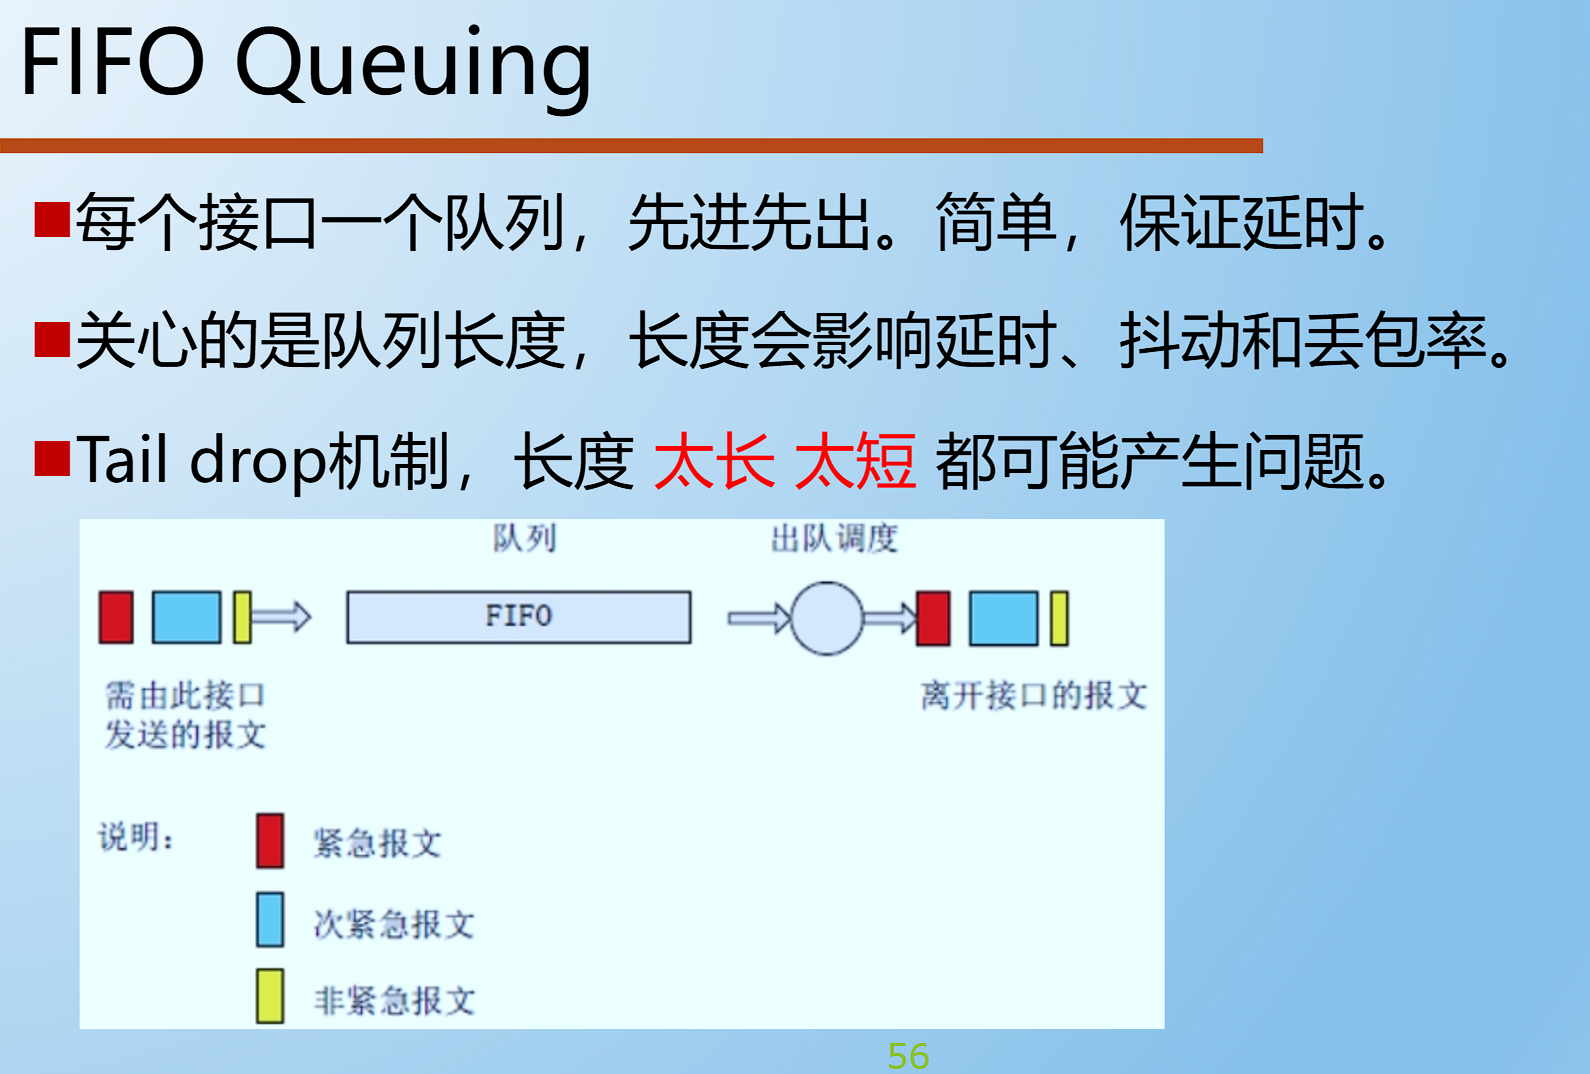 FIFO Queuing
每个接口一个队列，先进先出。简单，保证延时。
关心的是队列长度，长度会影响延时、抖动和丢包率。
Tail drop机制，长度 太长 太短 都可能产生问题。
队列 出队调度
FIFO
需由此接口
发送的报文
离开接口的报文
说明：
紧急报文
次紧急报文
非紧急报文
56